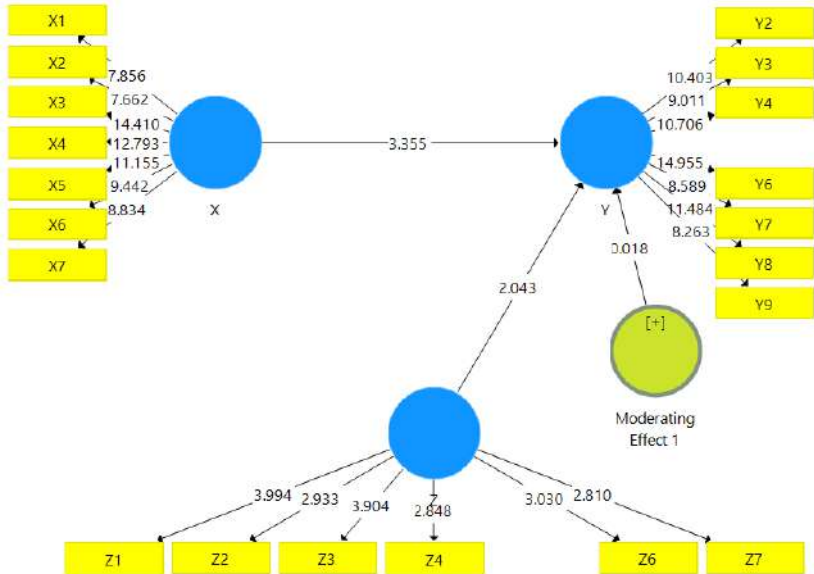 X1
X2
X3
X4
X5
X6
X7
7.856
7.662
14.410
12.793
11.155
9.442
8.834
X
3.355
Y
Y2
Y3
Y4
Y6
Y7
Y8
Y9
10.403
9.011
10.706
14.955
8.589
11.484
8.263
0.018
2.043
[+]
Moderating
Effect 1
Z
3.994
2.933
3.904
2.848
3.030
2.810
Z1
Z2
Z3
Z4
Z6
Z7